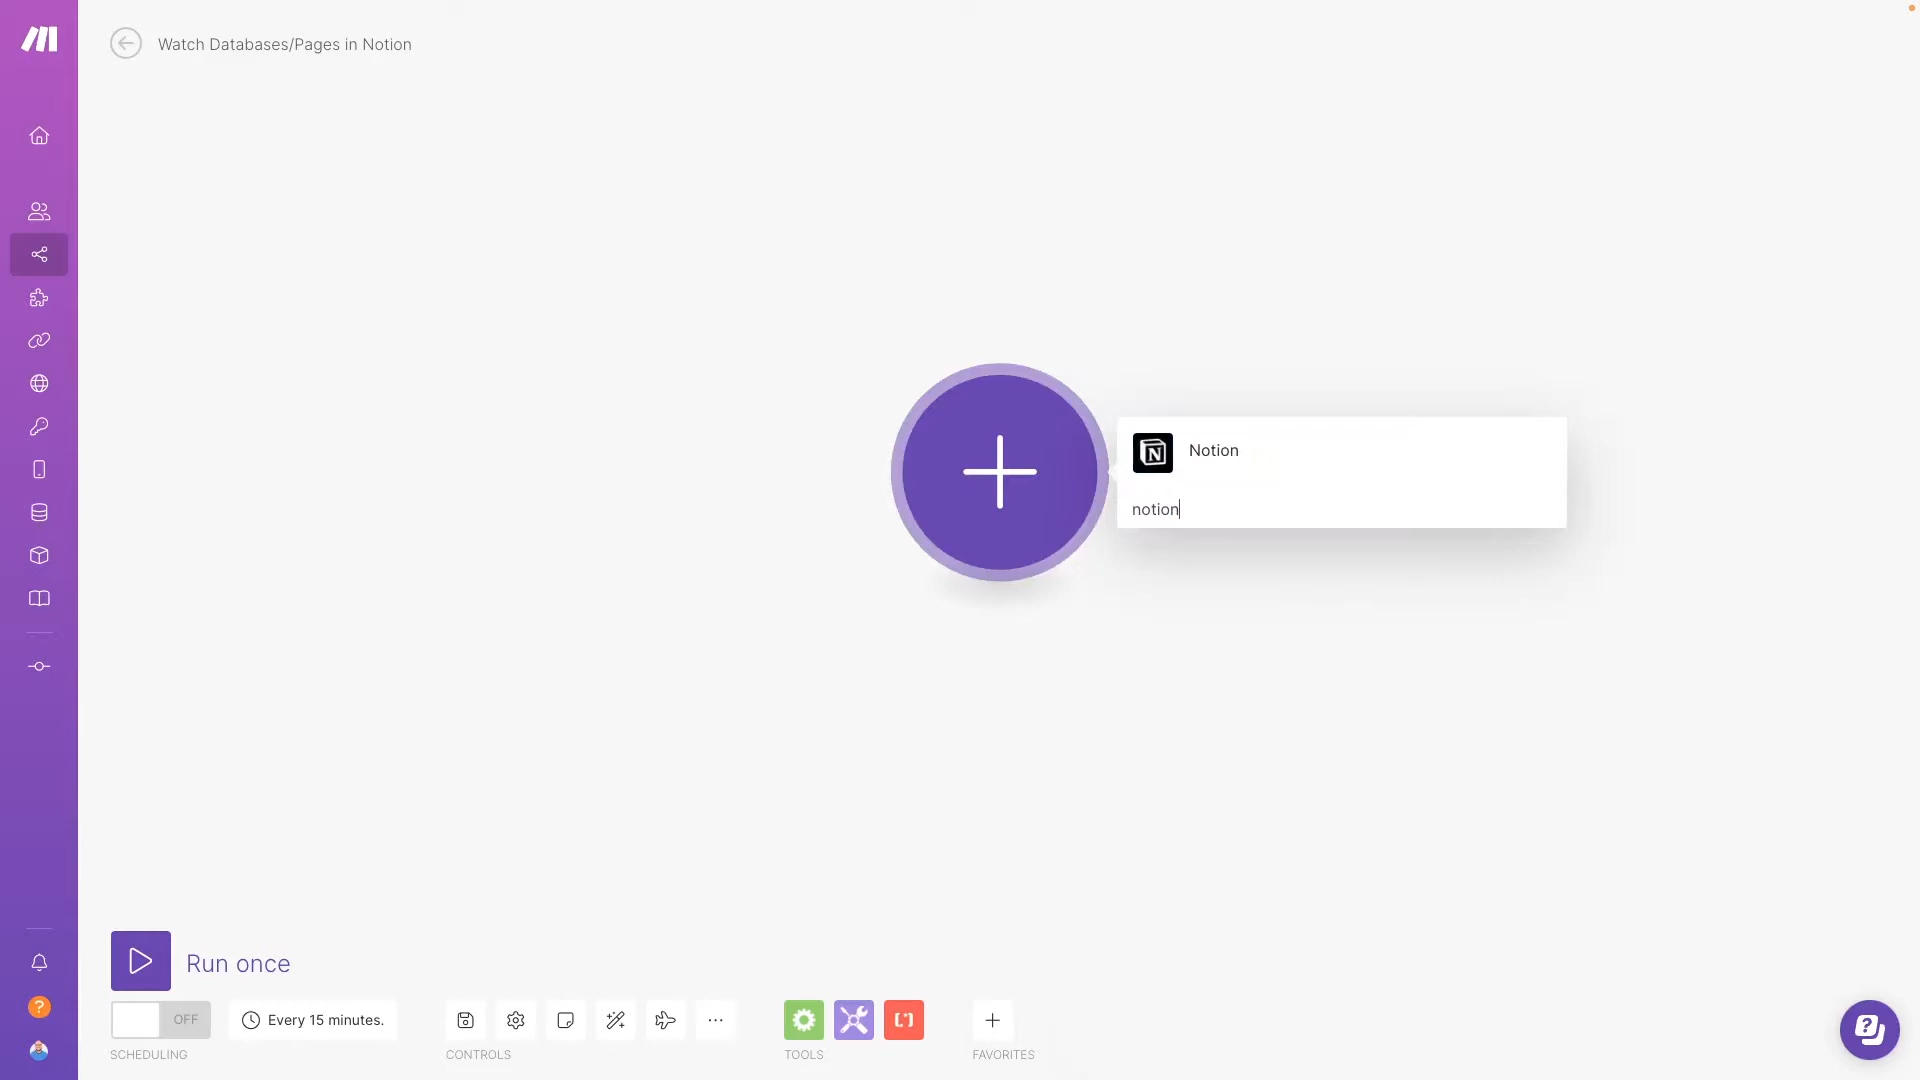 Watch Databases/Pages in Notion
Notion
notion
Run once
OFF
Every 15 minutes.
SCHEDULING
CONTROLS
TOOLS
FAVORITES